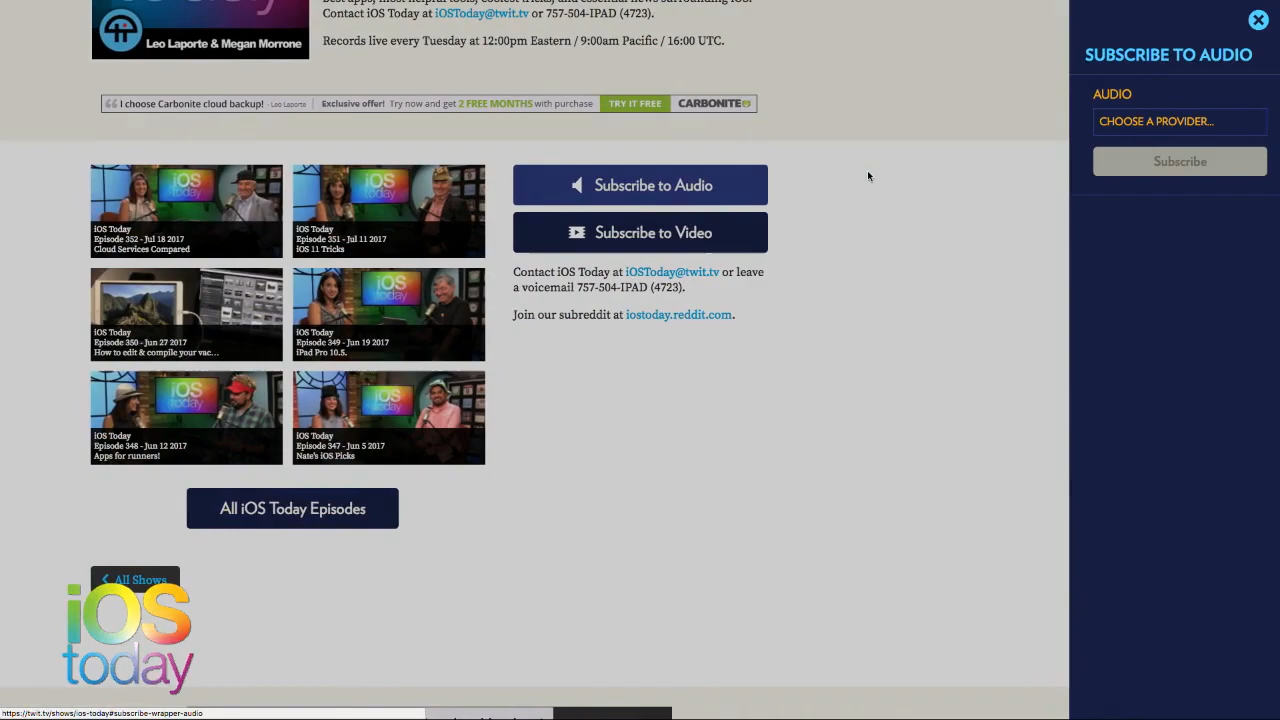 Contact iOS Today at iOSToday@twit.tv or 757-504-IPAD (4723).
Leo Laporte & Megan Morrone
Records live every Tuesday at 12:00pm Eastern / 9:00am Pacific / 16:00 UTC.
I choose Carbonite cloud backup! - Leo Laporte | Exclusive offer! Try now and get 2 FREE MONTHS with purchase TRY IT FREE CARBONITE
iOS Today
Episode 352 - Jul 18 2017
Cloud Services Compared
iOS Today
Episode 351 - Jul 11 2017
iOS 11 Tricks
iOS Today
Episode 350 - Jun 27 2017
How to edit & compile your vac...
iOS Today
Episode 349 - Jun 19 2017
iPad Pro 10.5.
iOS Today
Episode 348 - Jun 12 2017
Apps for runners!
iOS Today
Episode 347 - Jun 5 2017
Nate's iOS Picks
All iOS Today Episodes
All Shows
Subscribe to Audio
Subscribe to Video
Contact iOS Today at iOSToday@twit.tv or leave
a voicemail 757-504-IPAD (4723).
Join our subreddit at iostoday.reddit.com.
SUBSCRIBE TO AUDIO
AUDIO
CHOOSE A PROVIDER...
Subscribe
iOS
today
https://twit.tv/shows/ios-today#subscribe-wrapper-audio